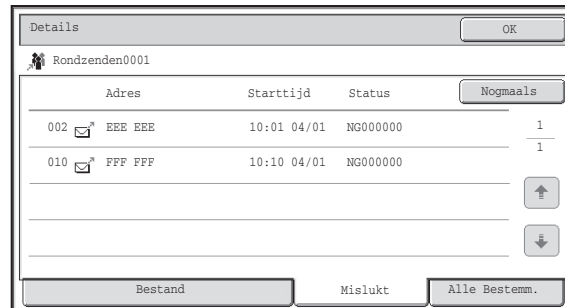 Details OK
Rondzenden0001
Adres Starttijd Status Nogmaals
002 EEE EEE 10:01 04/01 NG000000 1
1
010 FFF FFF 10:10 04/01 NG000000
Bestand Mislukt Alle Bestemm.